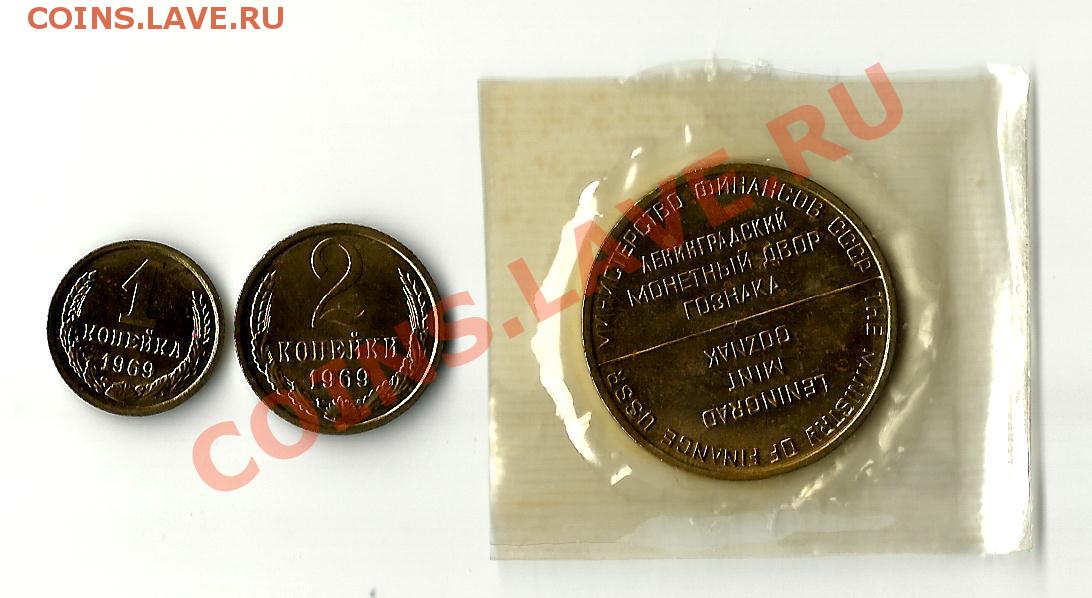 COINS.LAVE.RU
1
КОПЕЙКА
1969
2
КОПЕЙКИ
1969
МИНИСТЕРСТВО ФИНАНСОВ СССР
ЛЕНИНГРАДСКИЙ
МОНЕТНЫЙ ДВОР
ГОЗНАКА
THE MINISTRY OF FINANCE USSR
LENINGRAD
MINT
GOZNAK
COINS.LAVE.RU